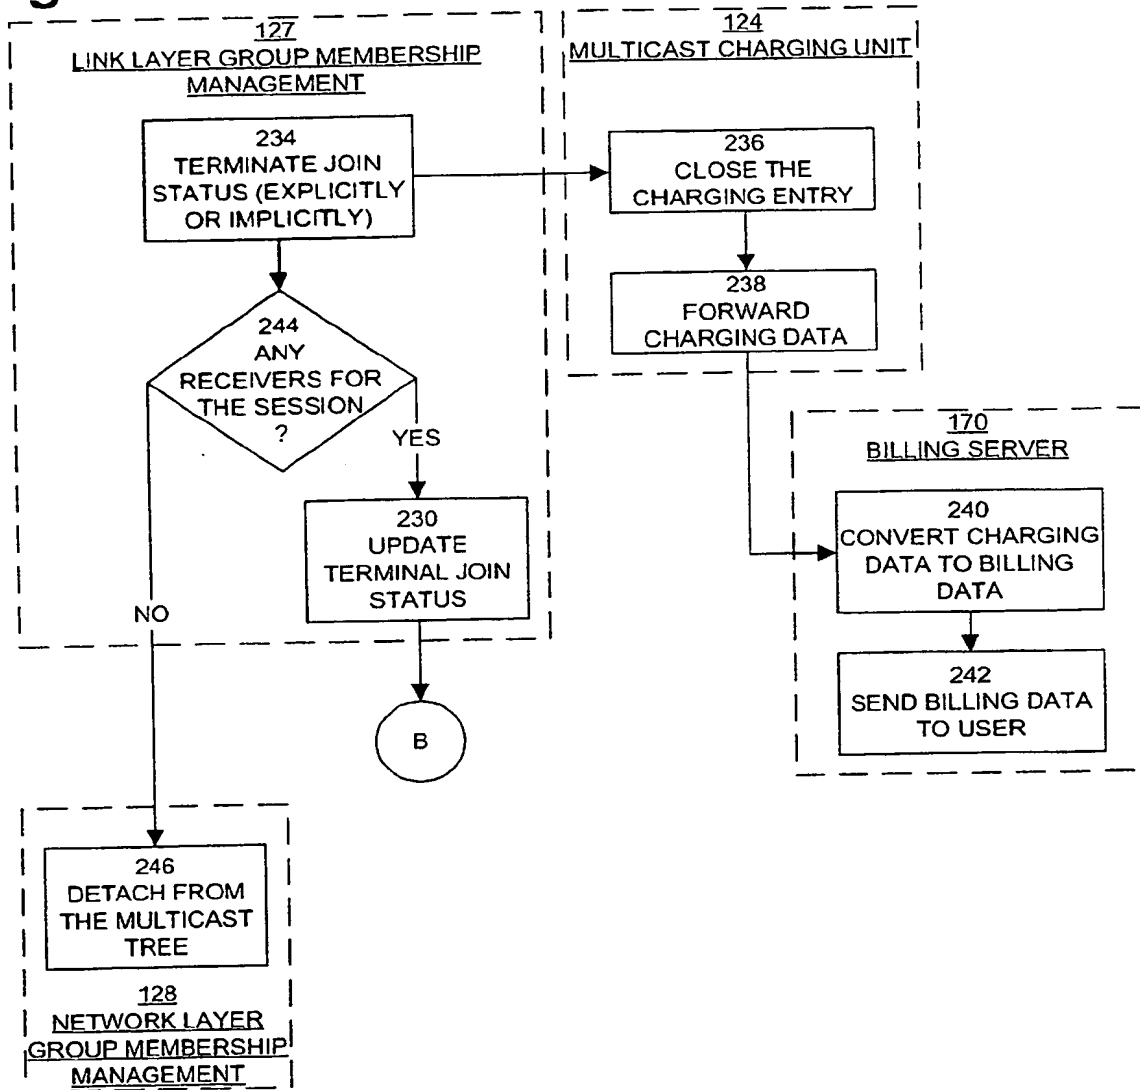 g
127
LINK LAYER GROUP MEMBERSHIP
MANAGEMENT
234
TERMINATE JOIN
STATUS (EXPLICITLY
OR IMPLICITLY)
244
ANY
RECEIVERS FOR
THE SESSION
?
YES
NO
230
UPDATE
TERMINAL JOIN
STATUS
B
124
MULTICAST CHARGING UNIT
236
CLOSE THE
CHARGING ENTRY
238
FORWARD
CHARGING DATA
170
BILLING SERVER
240
CONVERT CHARGING
DATA TO BILLING
DATA
242
SEND BILLING DATA
TO USER
246
DETACH FROM
THE MULTICAST
TREE
128
NETWORK LAYER
GROUP MEMBERSHIP
MANAGEMENT